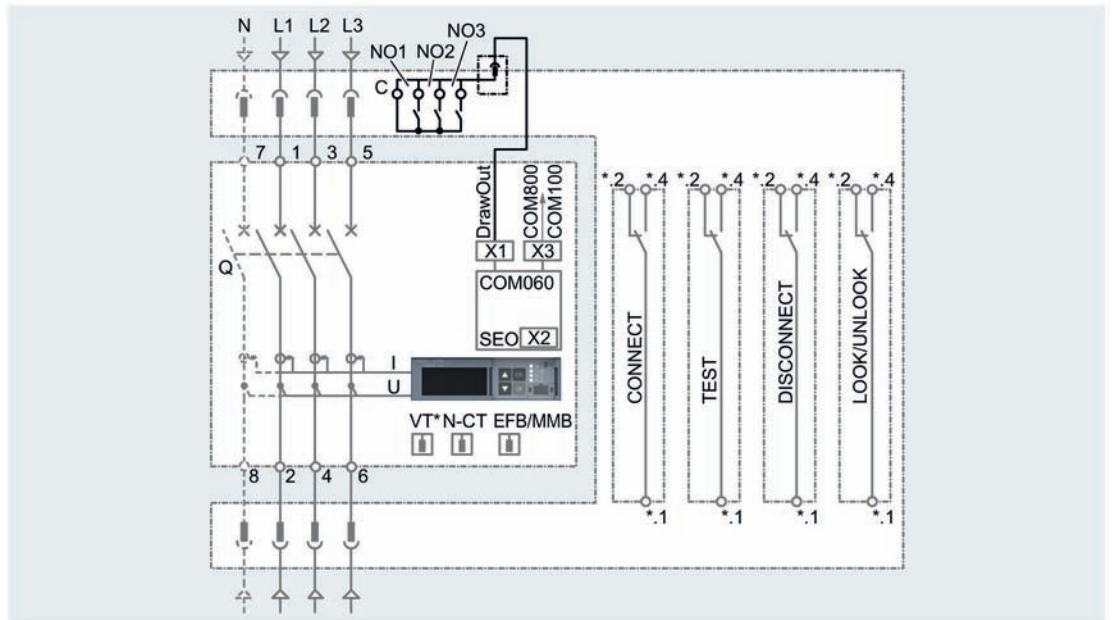 N L1 L2 L3
NO1 NO2 NO3
C
7 1 3 5
DrawOut
COM800
COM100
*.2 *.4 *.2 *.4 *.2 *.4 *.2 *.4
Q
X1 X3
COM060
SEO X2
I
U
VT* N-CT EFB/MMB
CONNECT
TEST
DISCONNECT
LOOK/UNLOOK
8 2 4 6
*.1 *.1 *.1 *.1